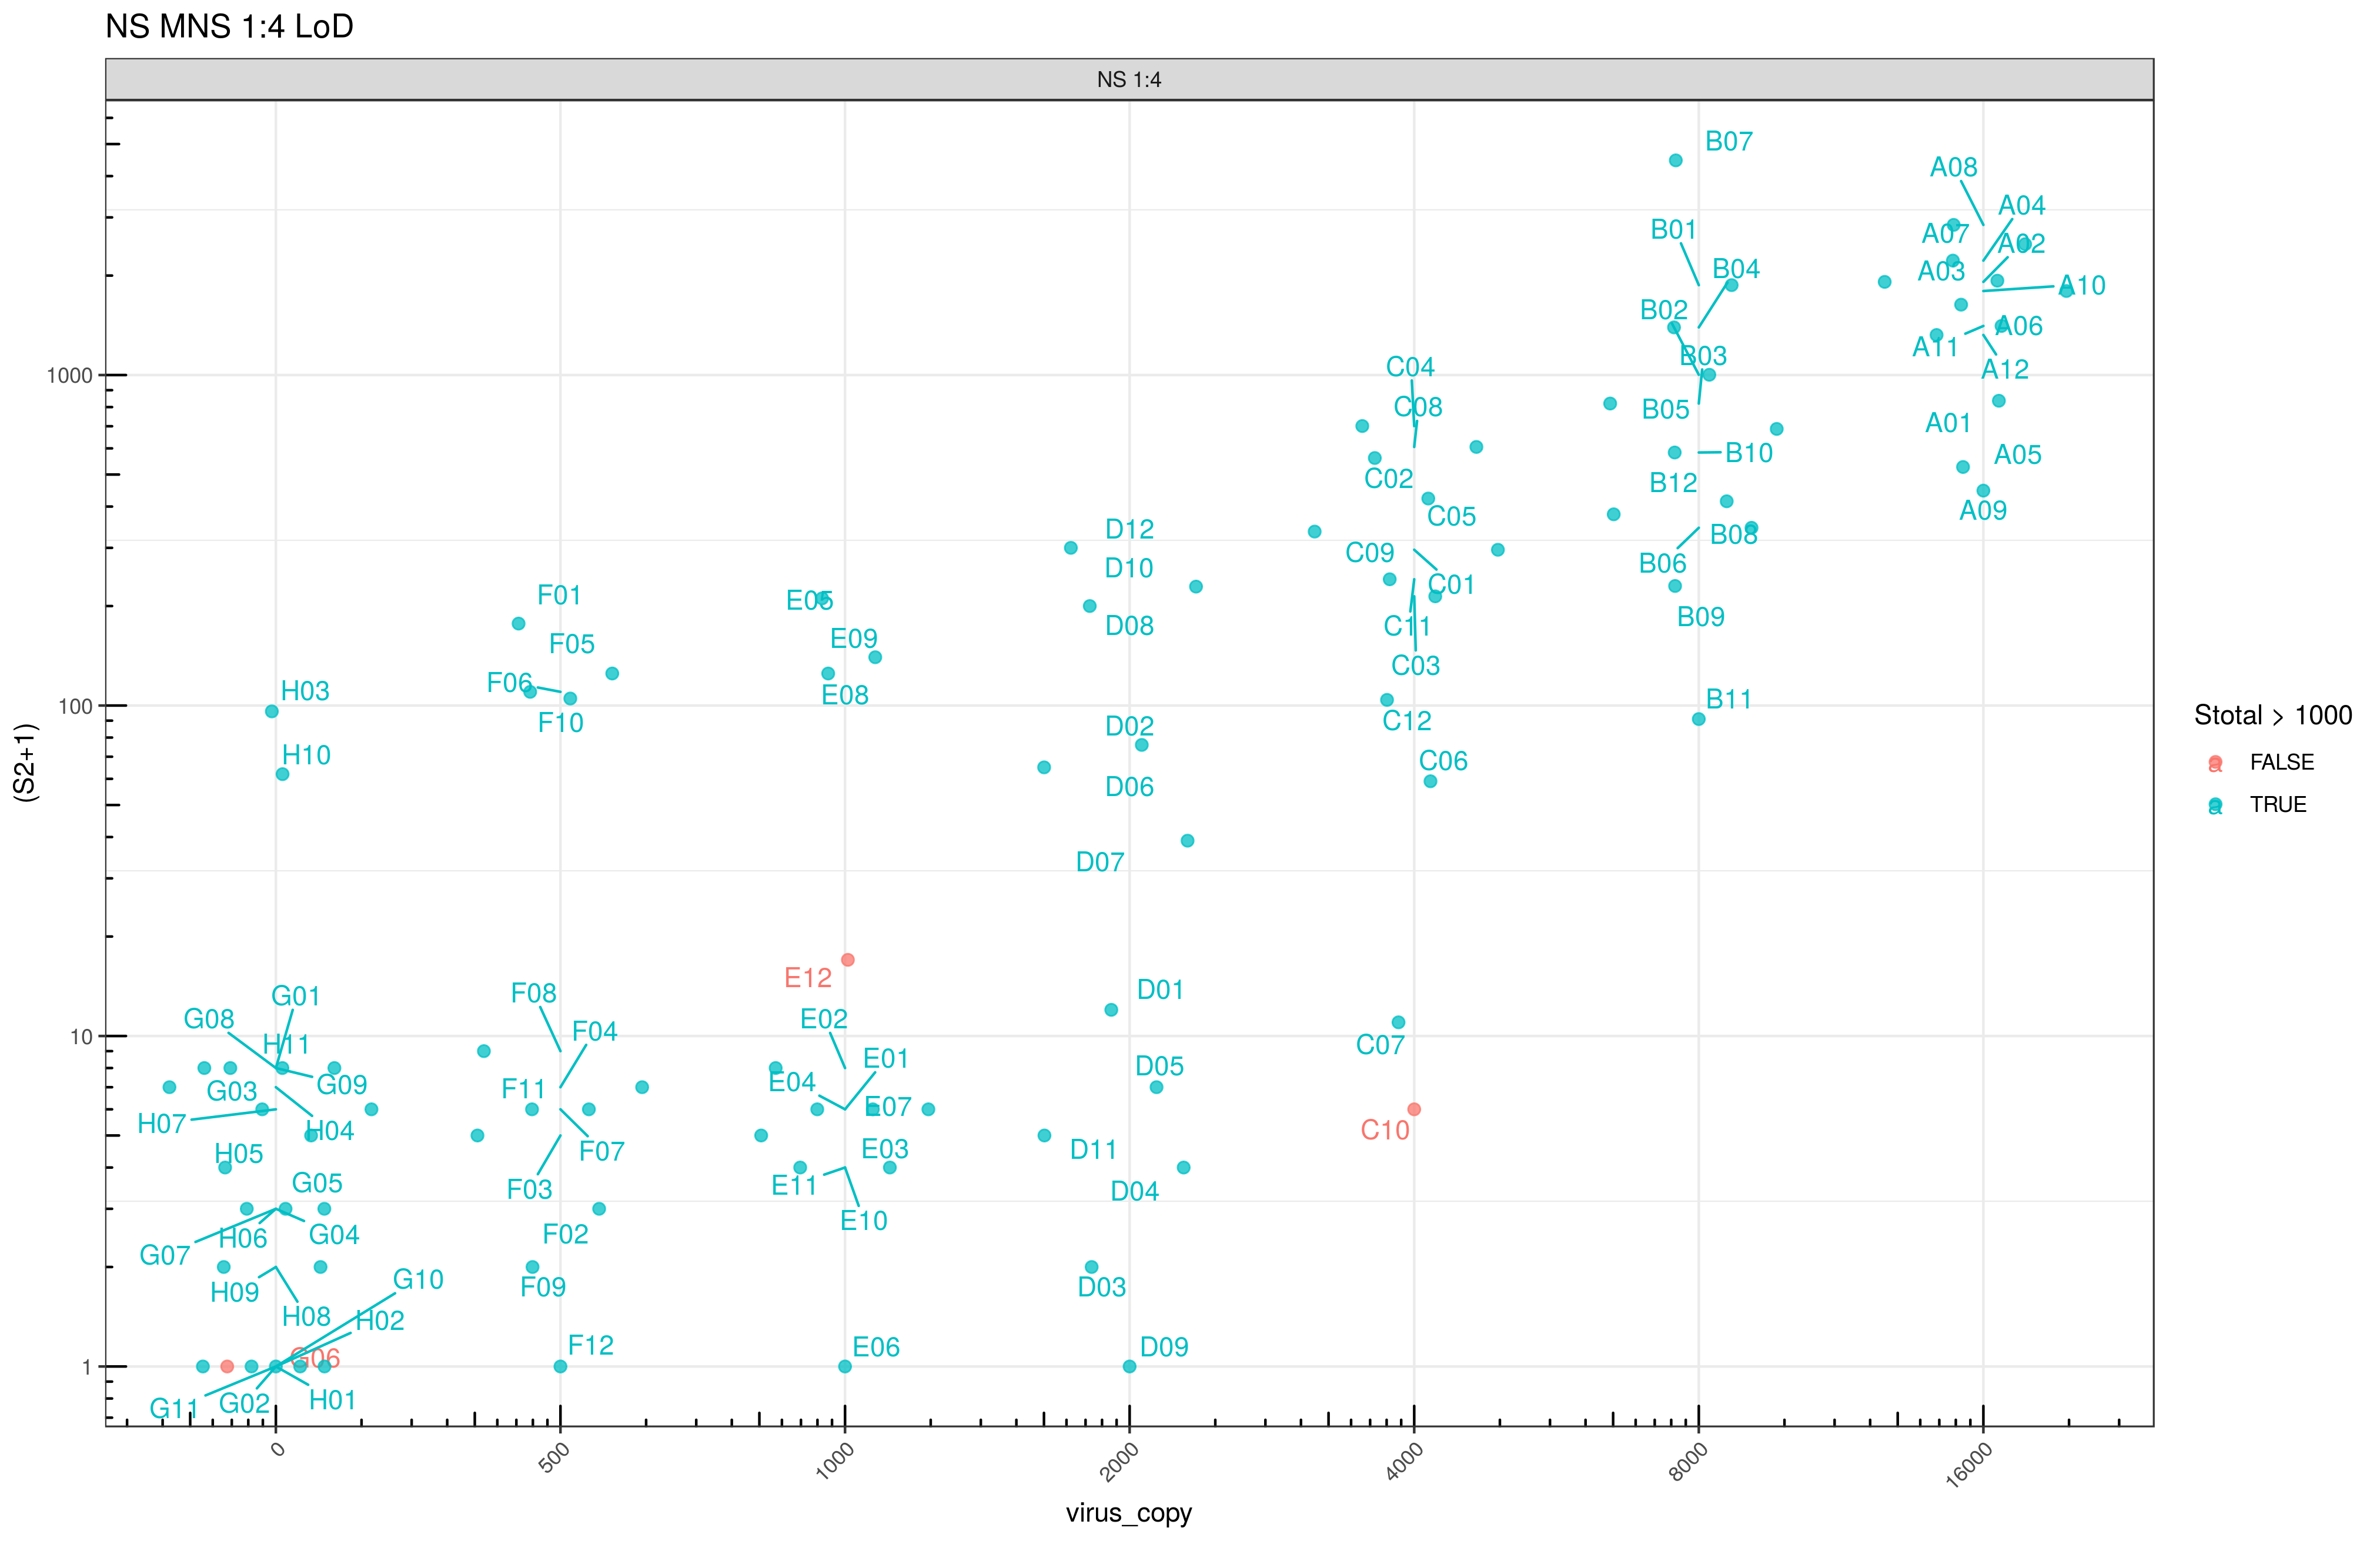 NS MNS 1:4 LoD
NS 1:4
B07
A08
A04
B01
A07
A02
A03
B04
A10
B02
A06
A11
B03
C04
A12
C08
B05
A01
B10
A05
C02
B12
A09
C05
D12
B08
C09
B06
D10
C01
F01
E05
B09
D08
C11
E09
F05
C03
F06
H03
E08
B11
F10
D02
C12
H10
C06
D06
D07
E12
D01
F08
G01
G08
E02
F04
H11
C07
E01
D05
E04
G09
F11
G03
E07
H07
H04
C10
E03
D11
F07
H05
G05
E11
F03
D04
E10
G04
F02
H06
G07
G10
H09
F09
D03
H08
H02
F12
E06
D09
G06
H01
G02
G11
1000
100
10
1
(S2+1)
0
500
1000
2000
4000
8000
16000
virus_copy
Stotal > 1000
a FALSE
a TRUE